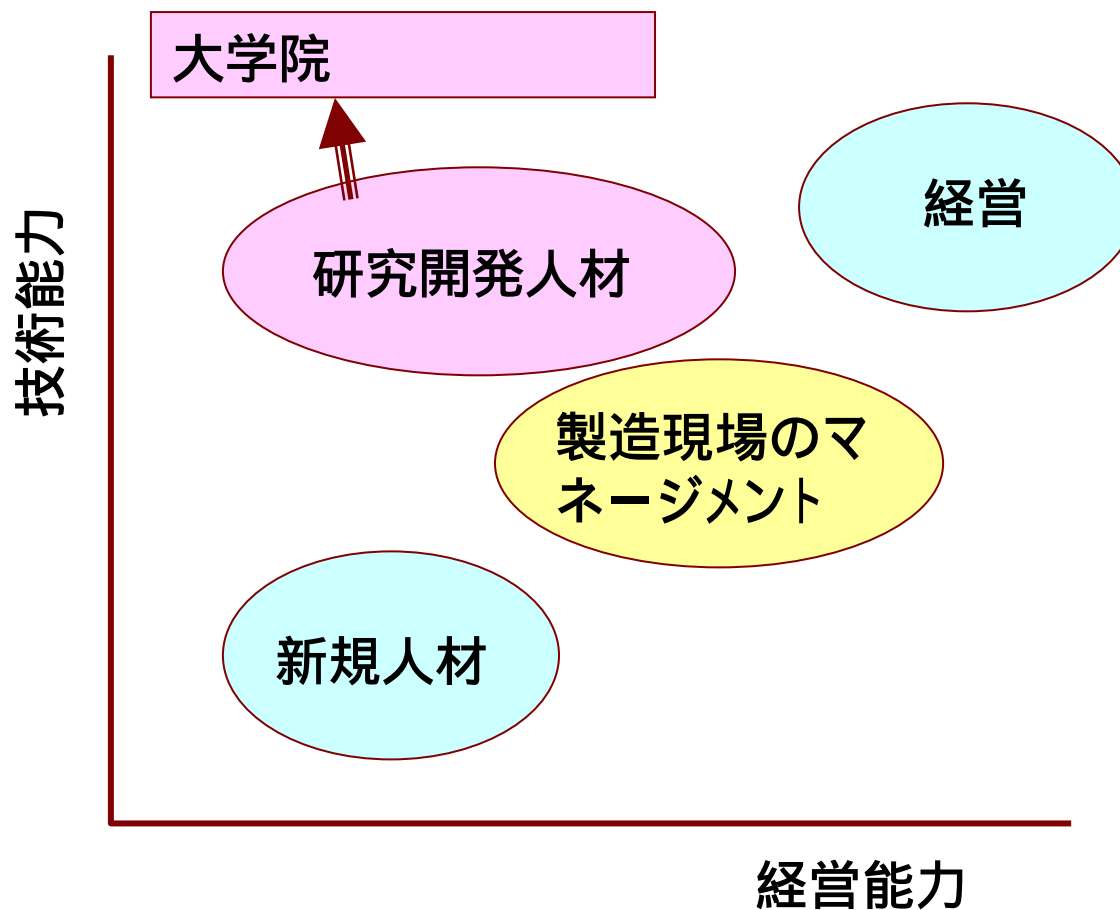 大学院
経営
技術能力
研究開発人材
製造現場のマ
ネージメント
新規人材
経営能力